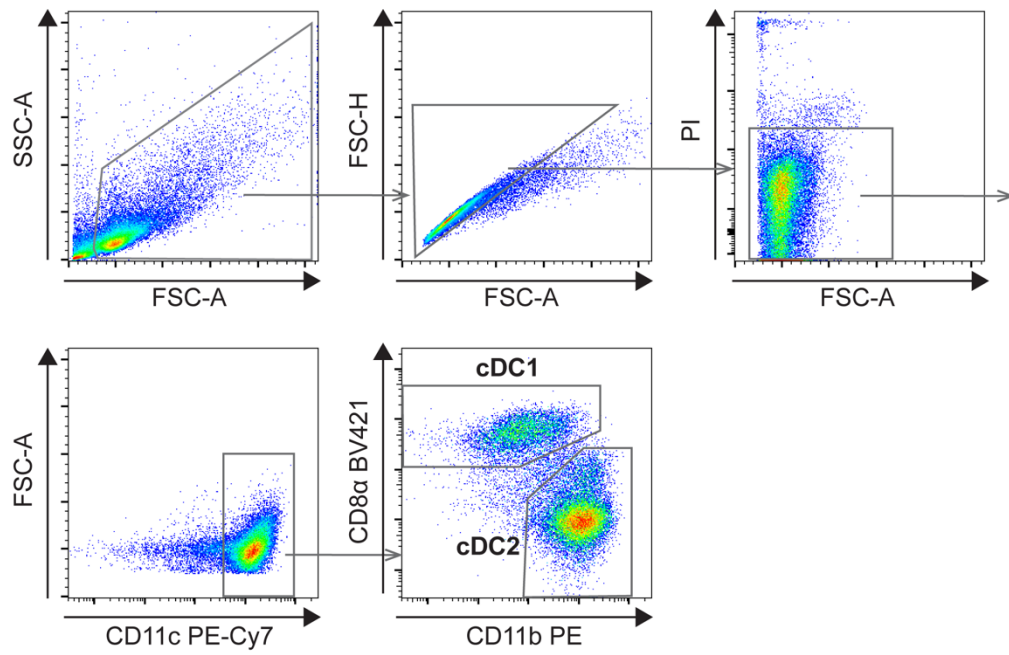 SSC-A
FSC-A
FSC-H
FSC-A
PI
FSC-A
FSC-A
CD11c PE-Cy7
CD8α BV421
cDC1
cDC2
CD11b PE